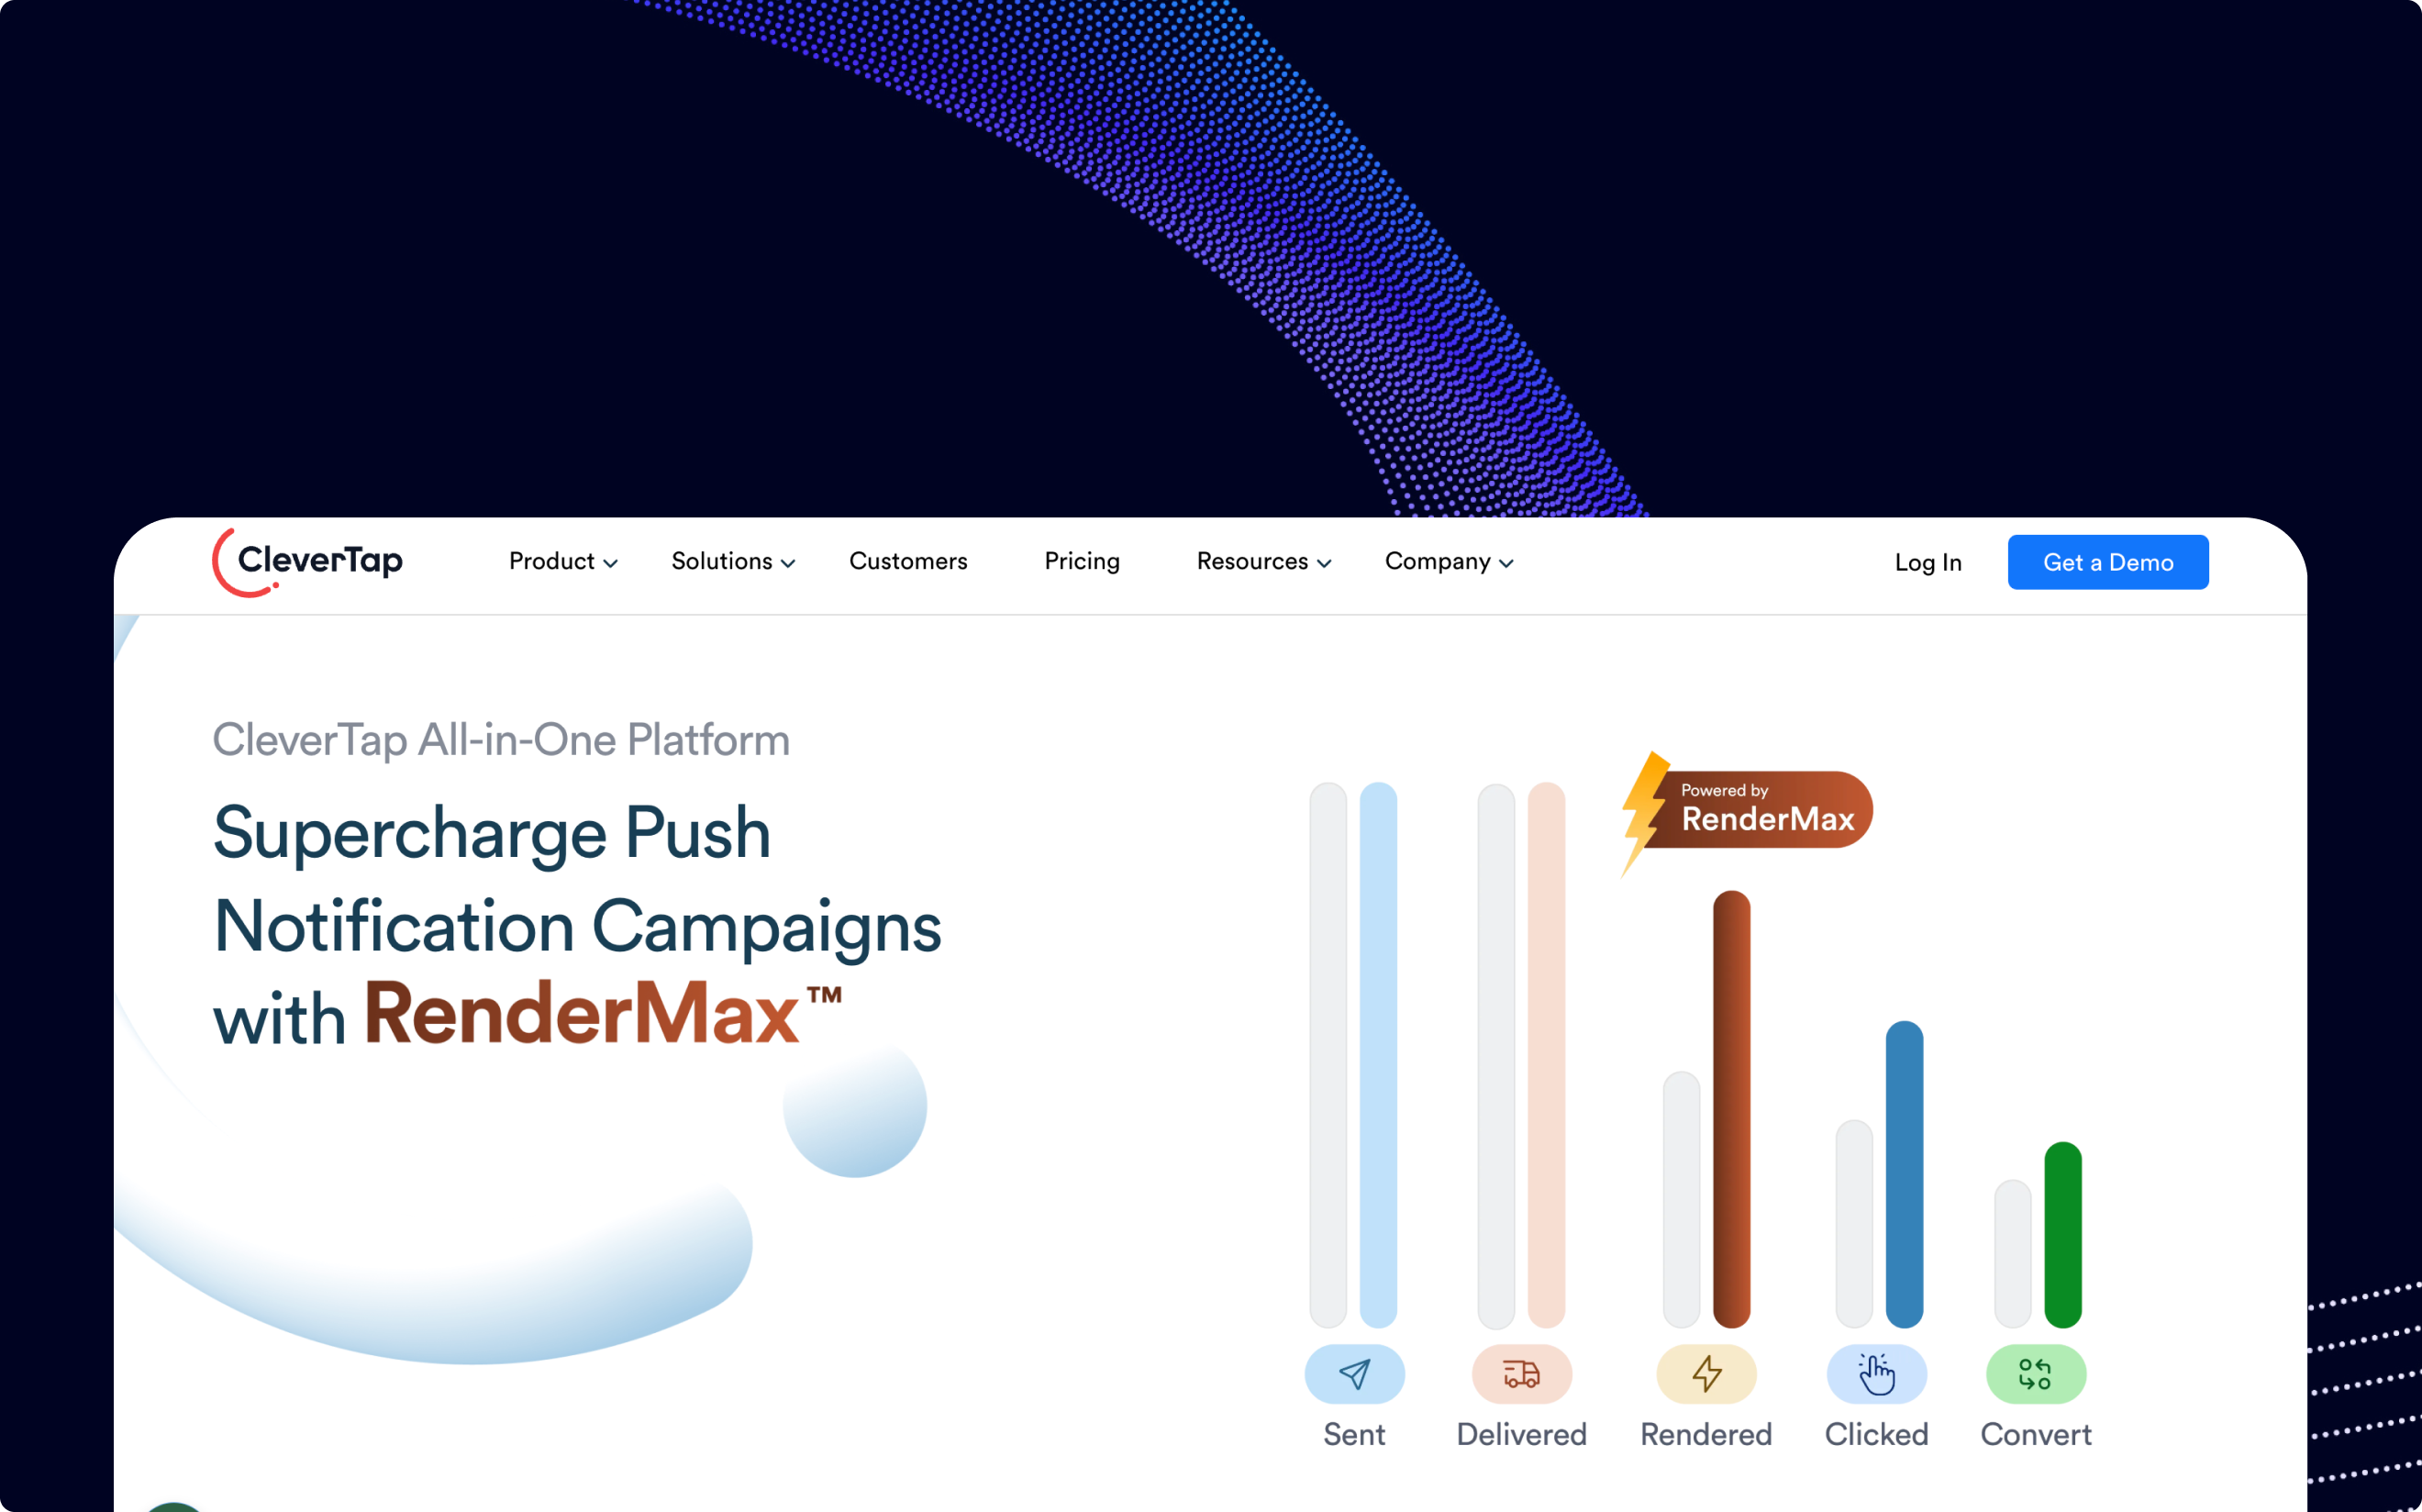 CleverTap
Product
Solutions
Customers
Pricing
Resources
Company
Log In
Get a Demo
CleverTap All-in-One Platform
Supercharge Push
Notification Campaigns
with RenderMax™
Powered by
RenderMax
Sent
Delivered
Rendered
Clicked
Convert